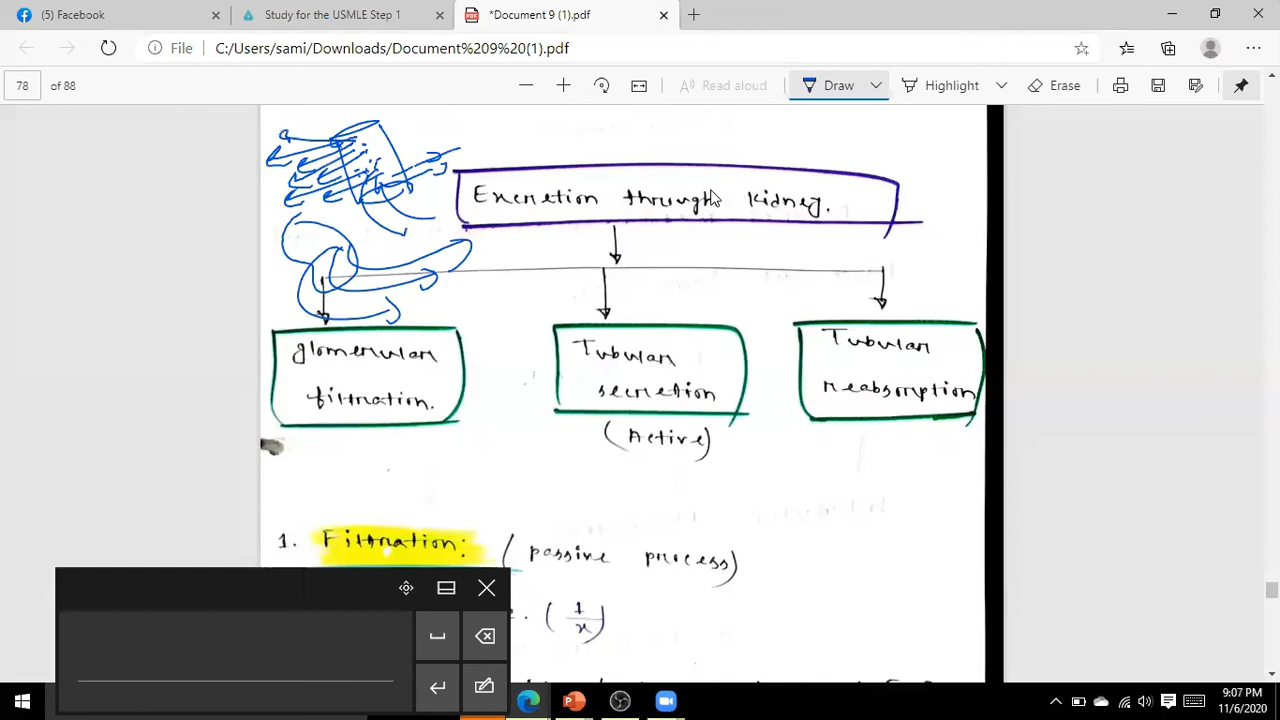 (5) Facebook
Study for the USMLE Step 1
*Document 9 (1).pdf
File
C:/Users/sami/Downloads/Document%209%20(1).pdf
78 of 88
Read aloud
Draw
Highlight
Erase
Excretion through kidney.
Glomerular filtration.
Tubular secretion
(Active)
Tubular reabsorption
1. Filtration: (passive process)
(1/x)
9:07 PM
11/6/2020